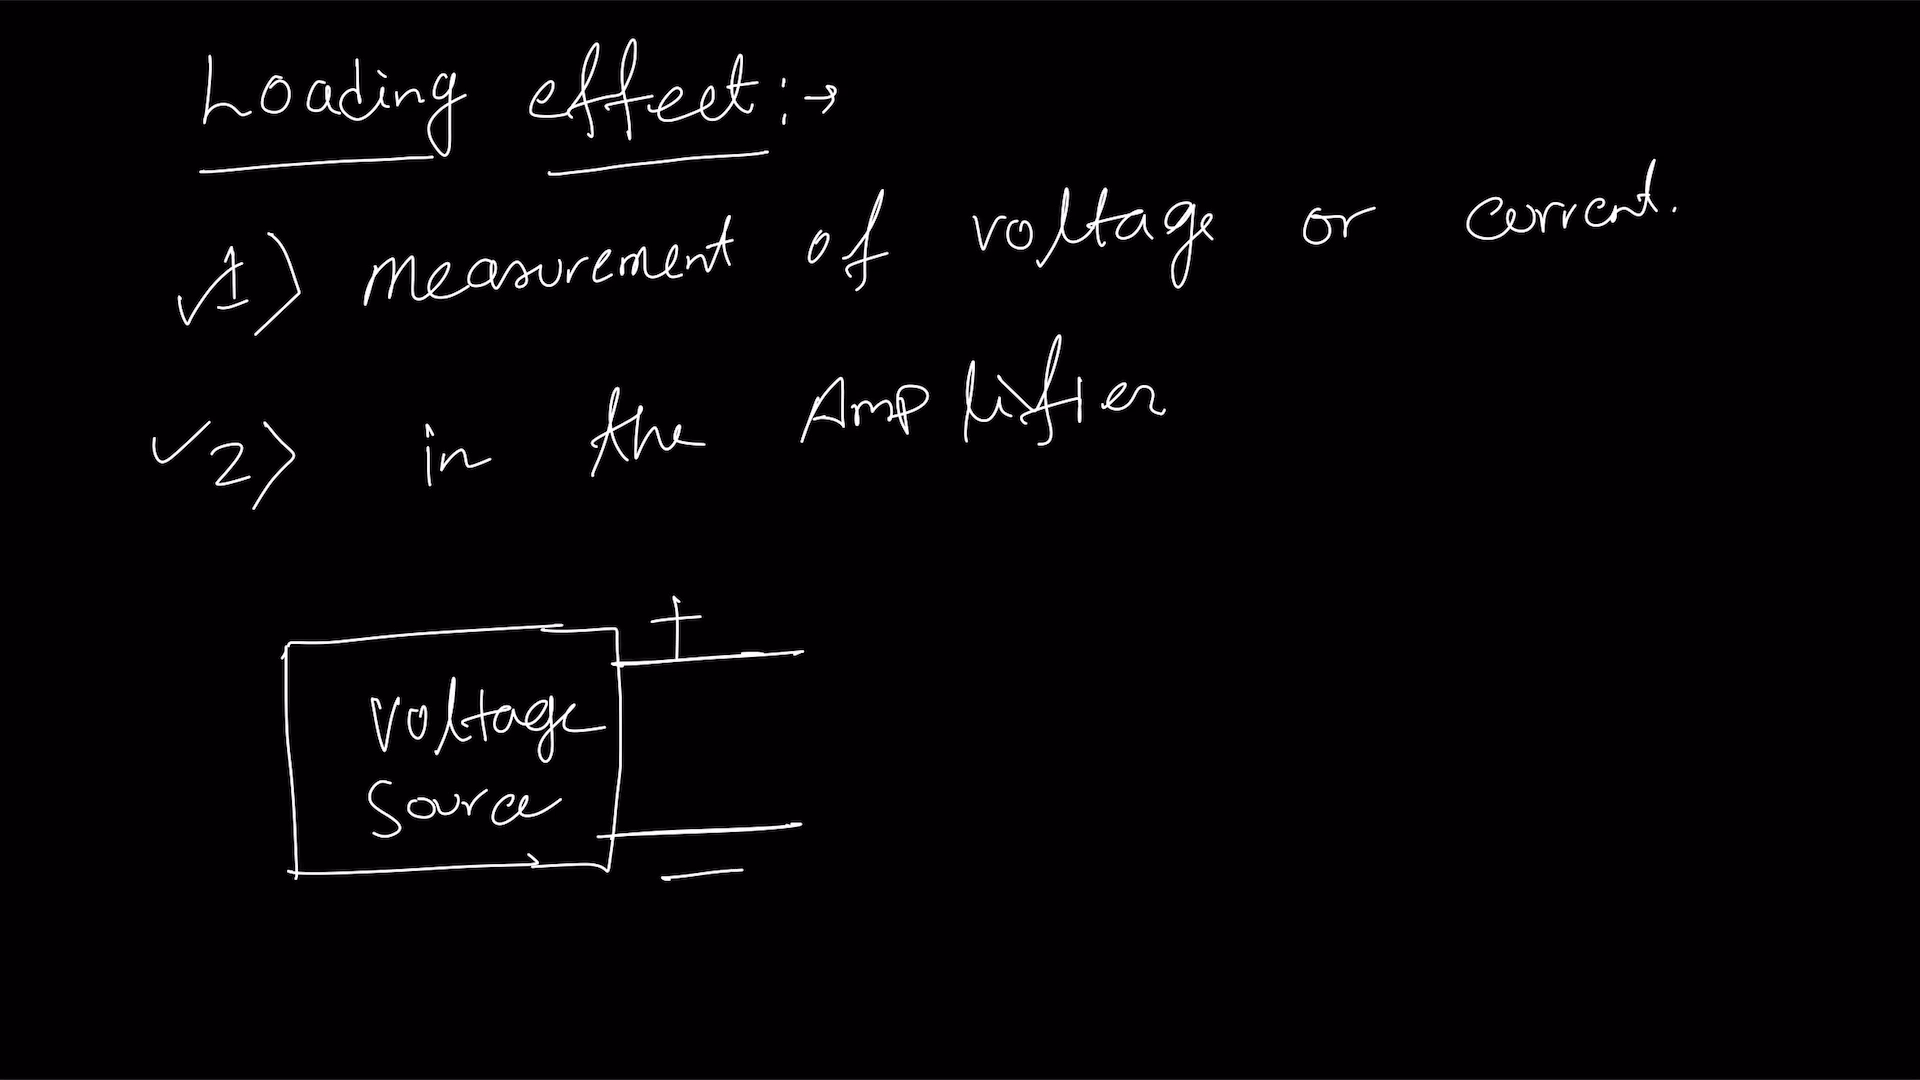 Loading effect:→
1) measurement of voltage or current.
2) in the Amplifier
+
voltage
source
—